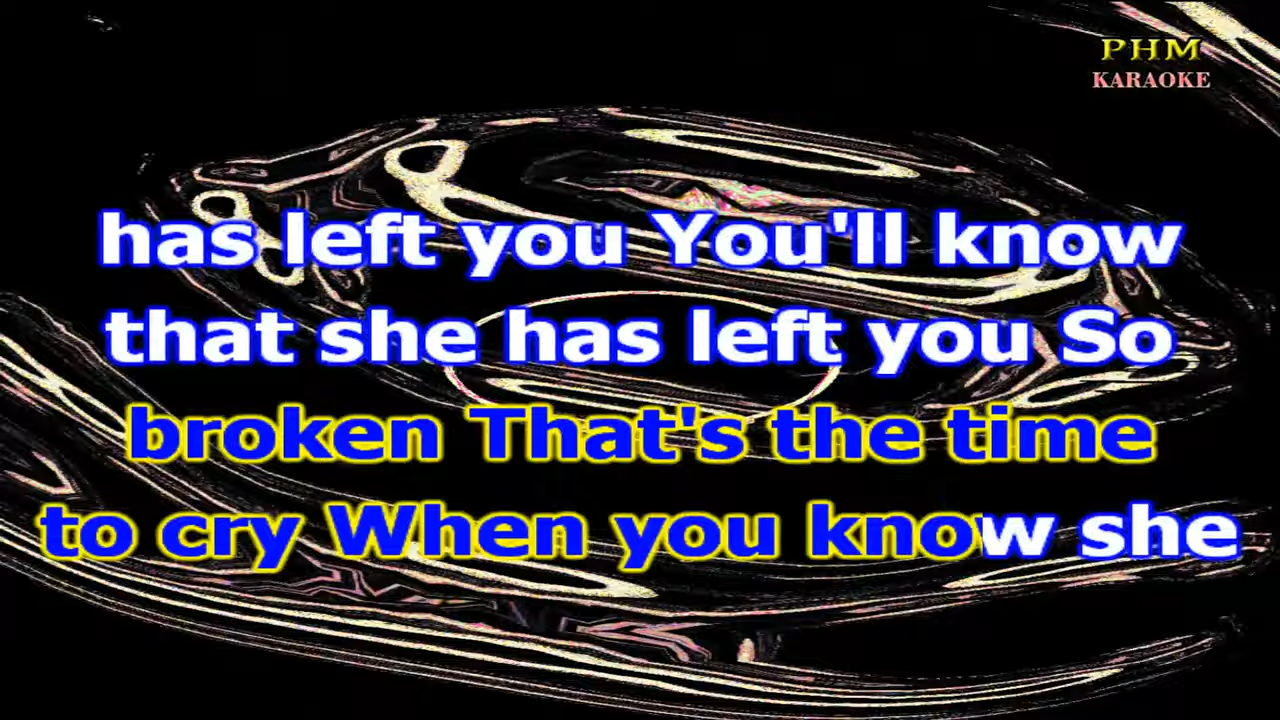 PHM
KARAOKE
has left you You'll know
that she has left you So
broken That's the time
to cry When you know she